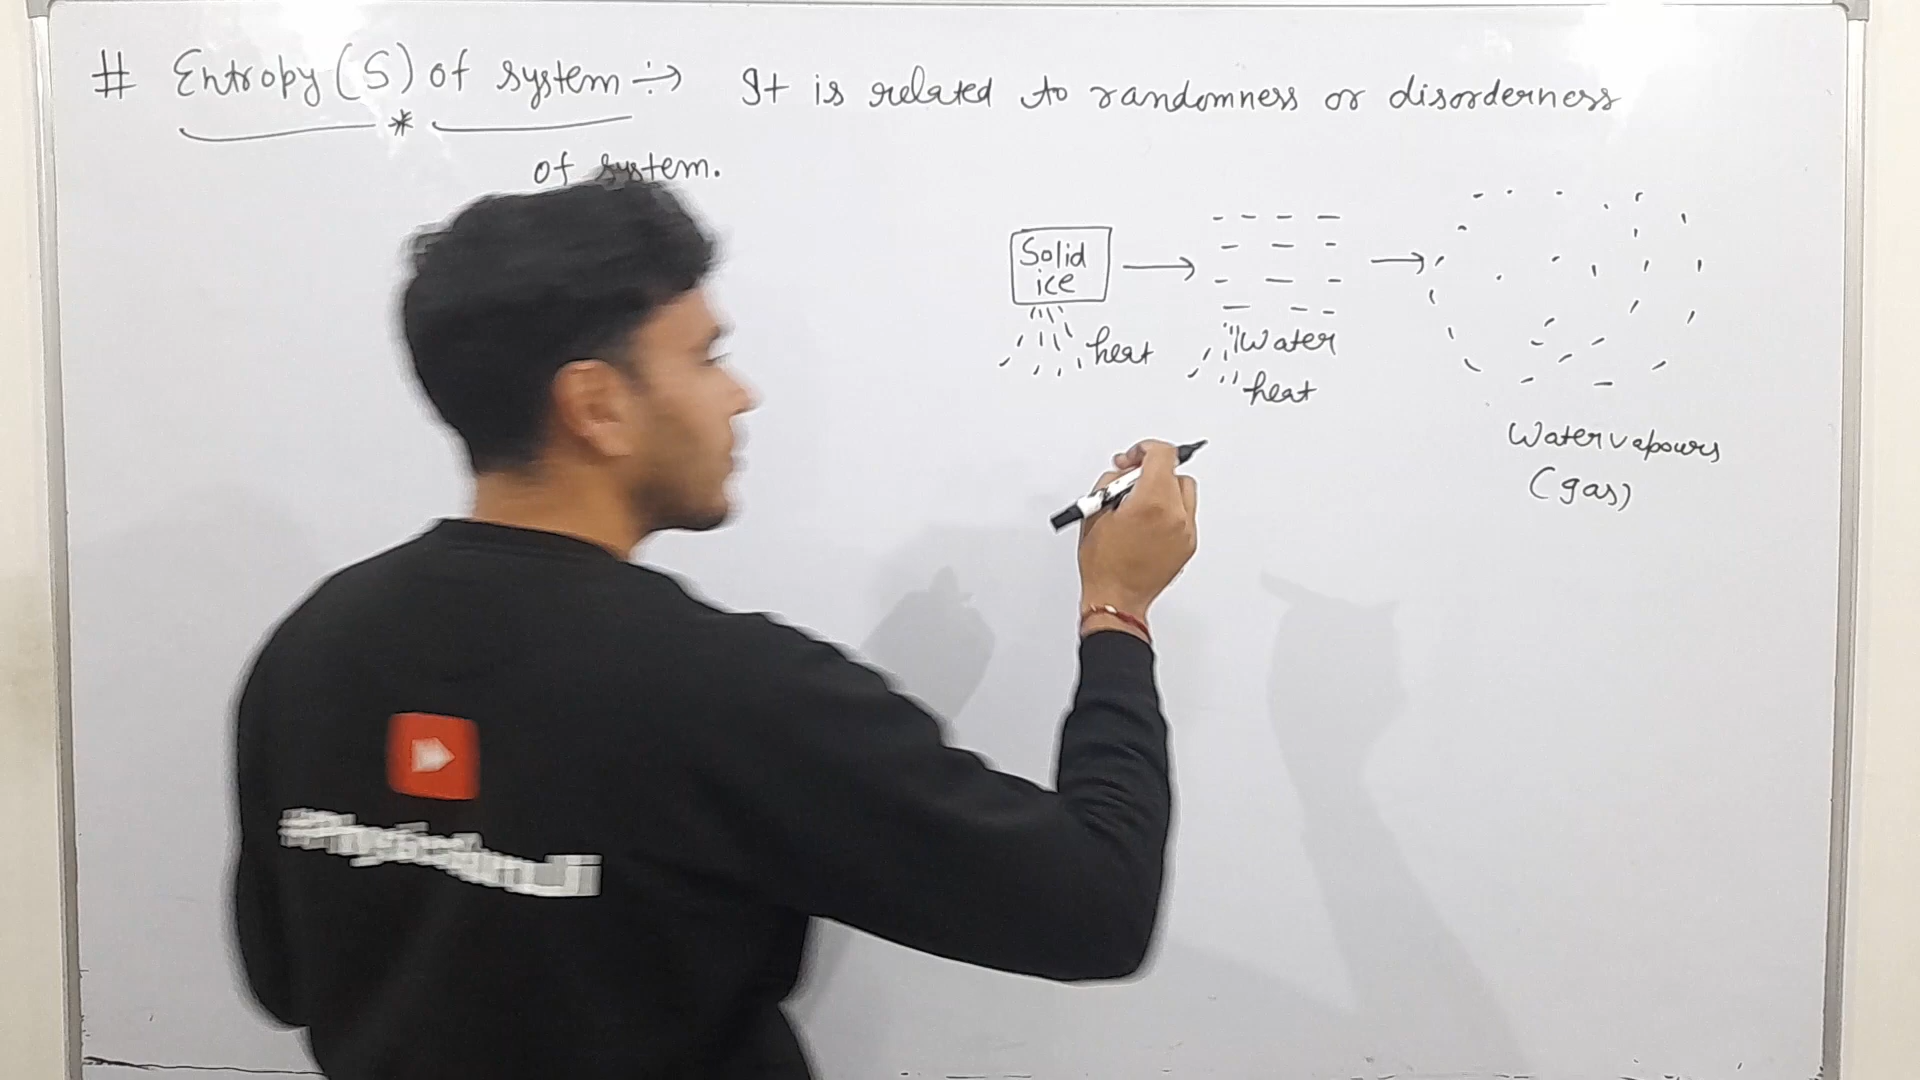 # Entropy (S) of system ÷> It is related to randomness or disorderness
of system.
Solid
ice
heat
Water
heat
Water vapours
(gas)